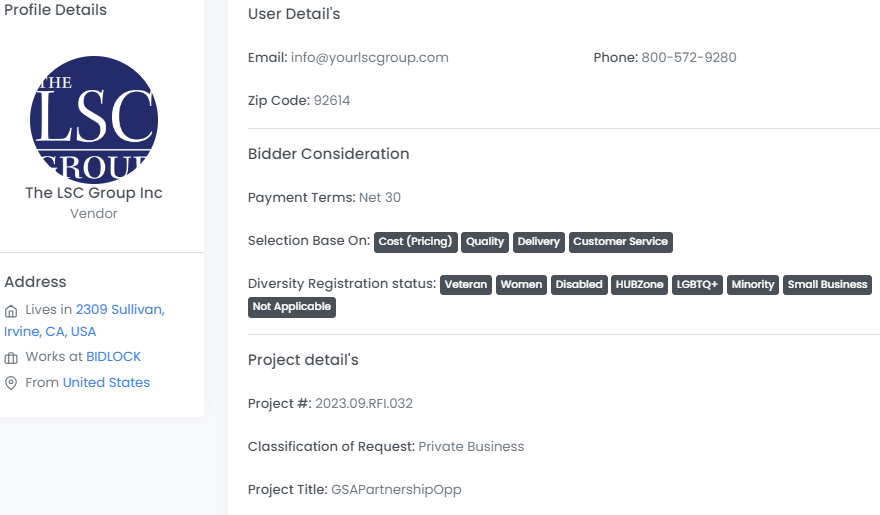 Profile Details
THE
LSC
GROUP
The LSC Group Inc
Vendor
Address
Lives in 2309 Sullivan,
Irvine, CA, USA
Works at BIDLOCK
From United States
User Detail's
Email: info@yourlscgroup.com Phone: 800-572-9280
Zip Code: 92614
Bidder Consideration
Payment Terms: Net 30
Selection Base On: Cost (Pricing) Quality Delivery Customer Service
Diversity Registration status: Veteran Women Disabled HUBZone LGBTQ+ Minority Small Business
Not Applicable
Project detail's
Project #: 2023.09.RFI.032
Classification of Request: Private Business
Project Title: GSAPartnershipOpp